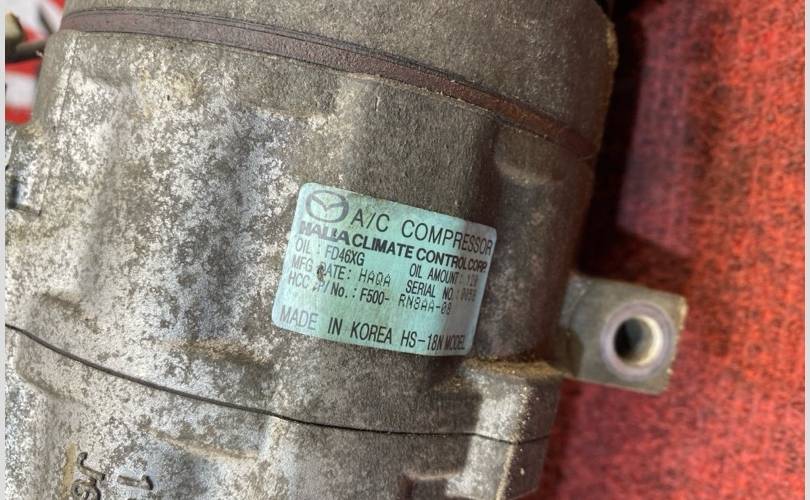 A/C COMPRESSOR
HALLA CLIMATE CONTROL CORP.
OIL : FD46XG OIL AMOUNT :
MFG DATE: HAQA SERIAL NO.:
HCC P/No.: F500- RN8AA-08
MADE IN KOREA HS-18N MODEL